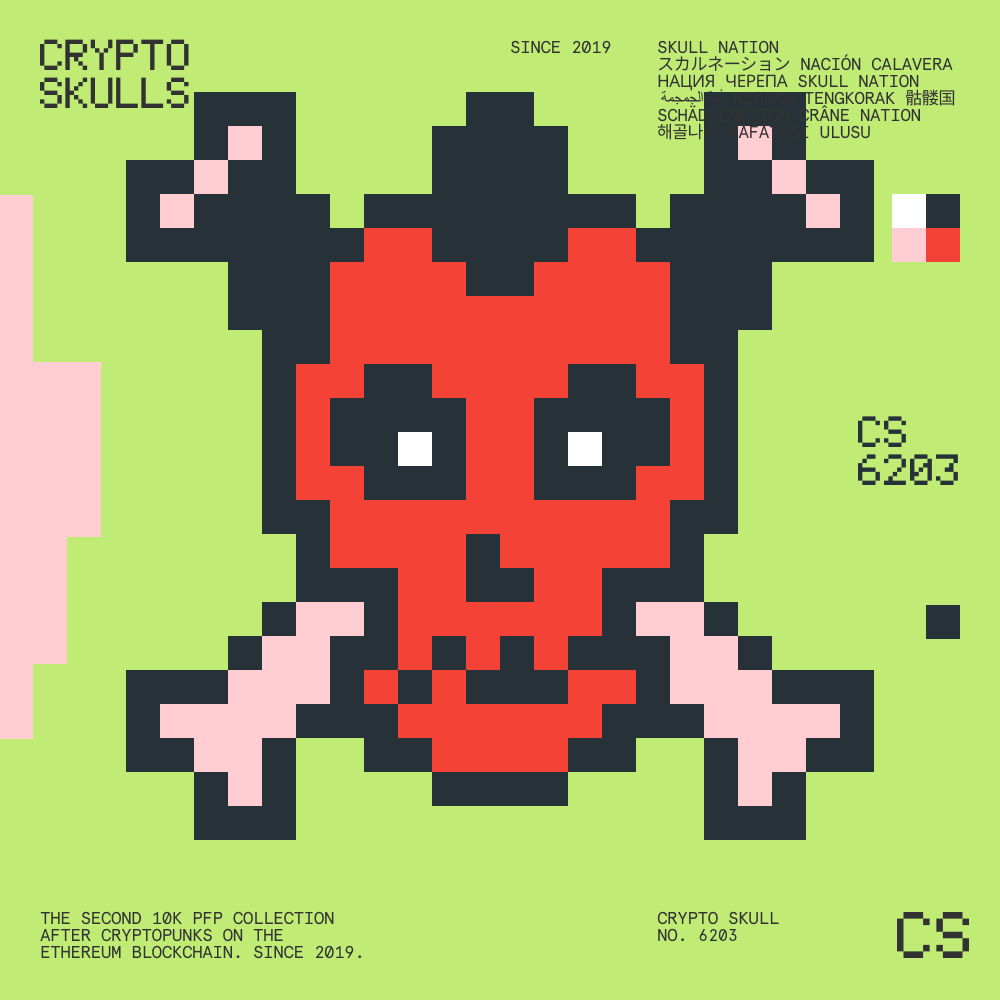 CRYPTO
SKULLS
SINCE 2019
SKULL NATION
スカルネーション NACIÓN CALAVERA
НАЦИЯ ЧЕРЕПА SKULL NATION
الجمجمة TENGKORAK 骷髅国
CRÂNE NATION
해골나 ULUSU
CS
6203
THE SECOND 10K PFP COLLECTION
AFTER CRYPTOPUNKS ON THE
ETHEREUM BLOCKCHAIN. SINCE 2019.
CRYPTO SKULL
NO. 6203
CS